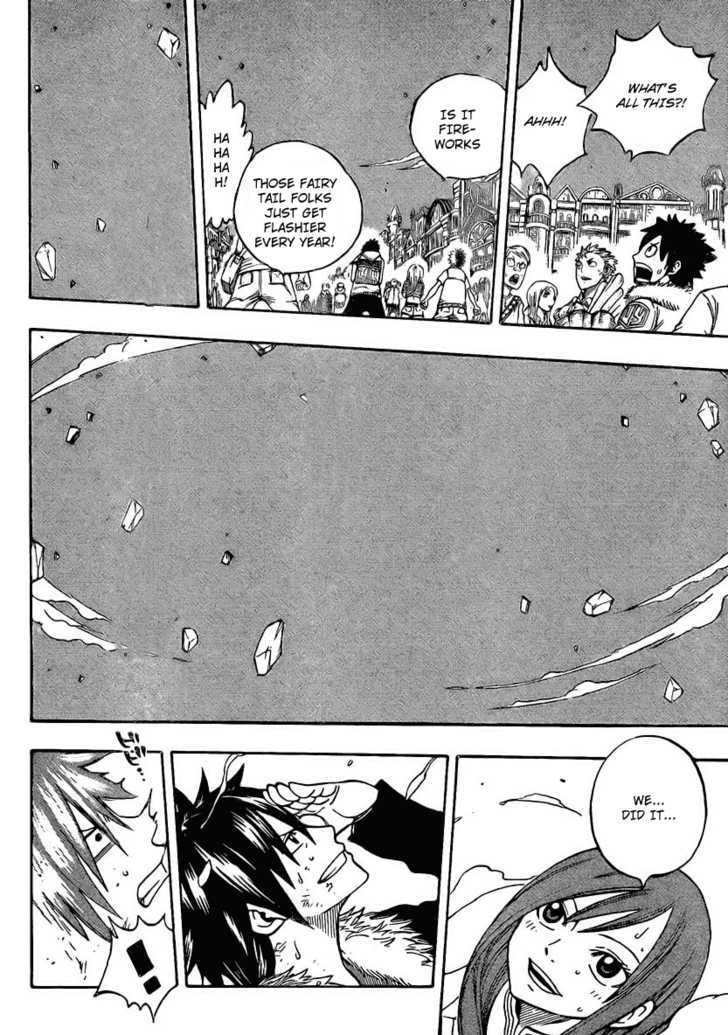 WHAT'S
ALL THIS?!
AHHH!
IS IT
FIRE-
WORKS
THOSE FAIRY
TAIL FOLKS
JUST GET
FLASHIER
EVERY YEAR!
HA
HA
HA
H!
WE...
DID IT...
!